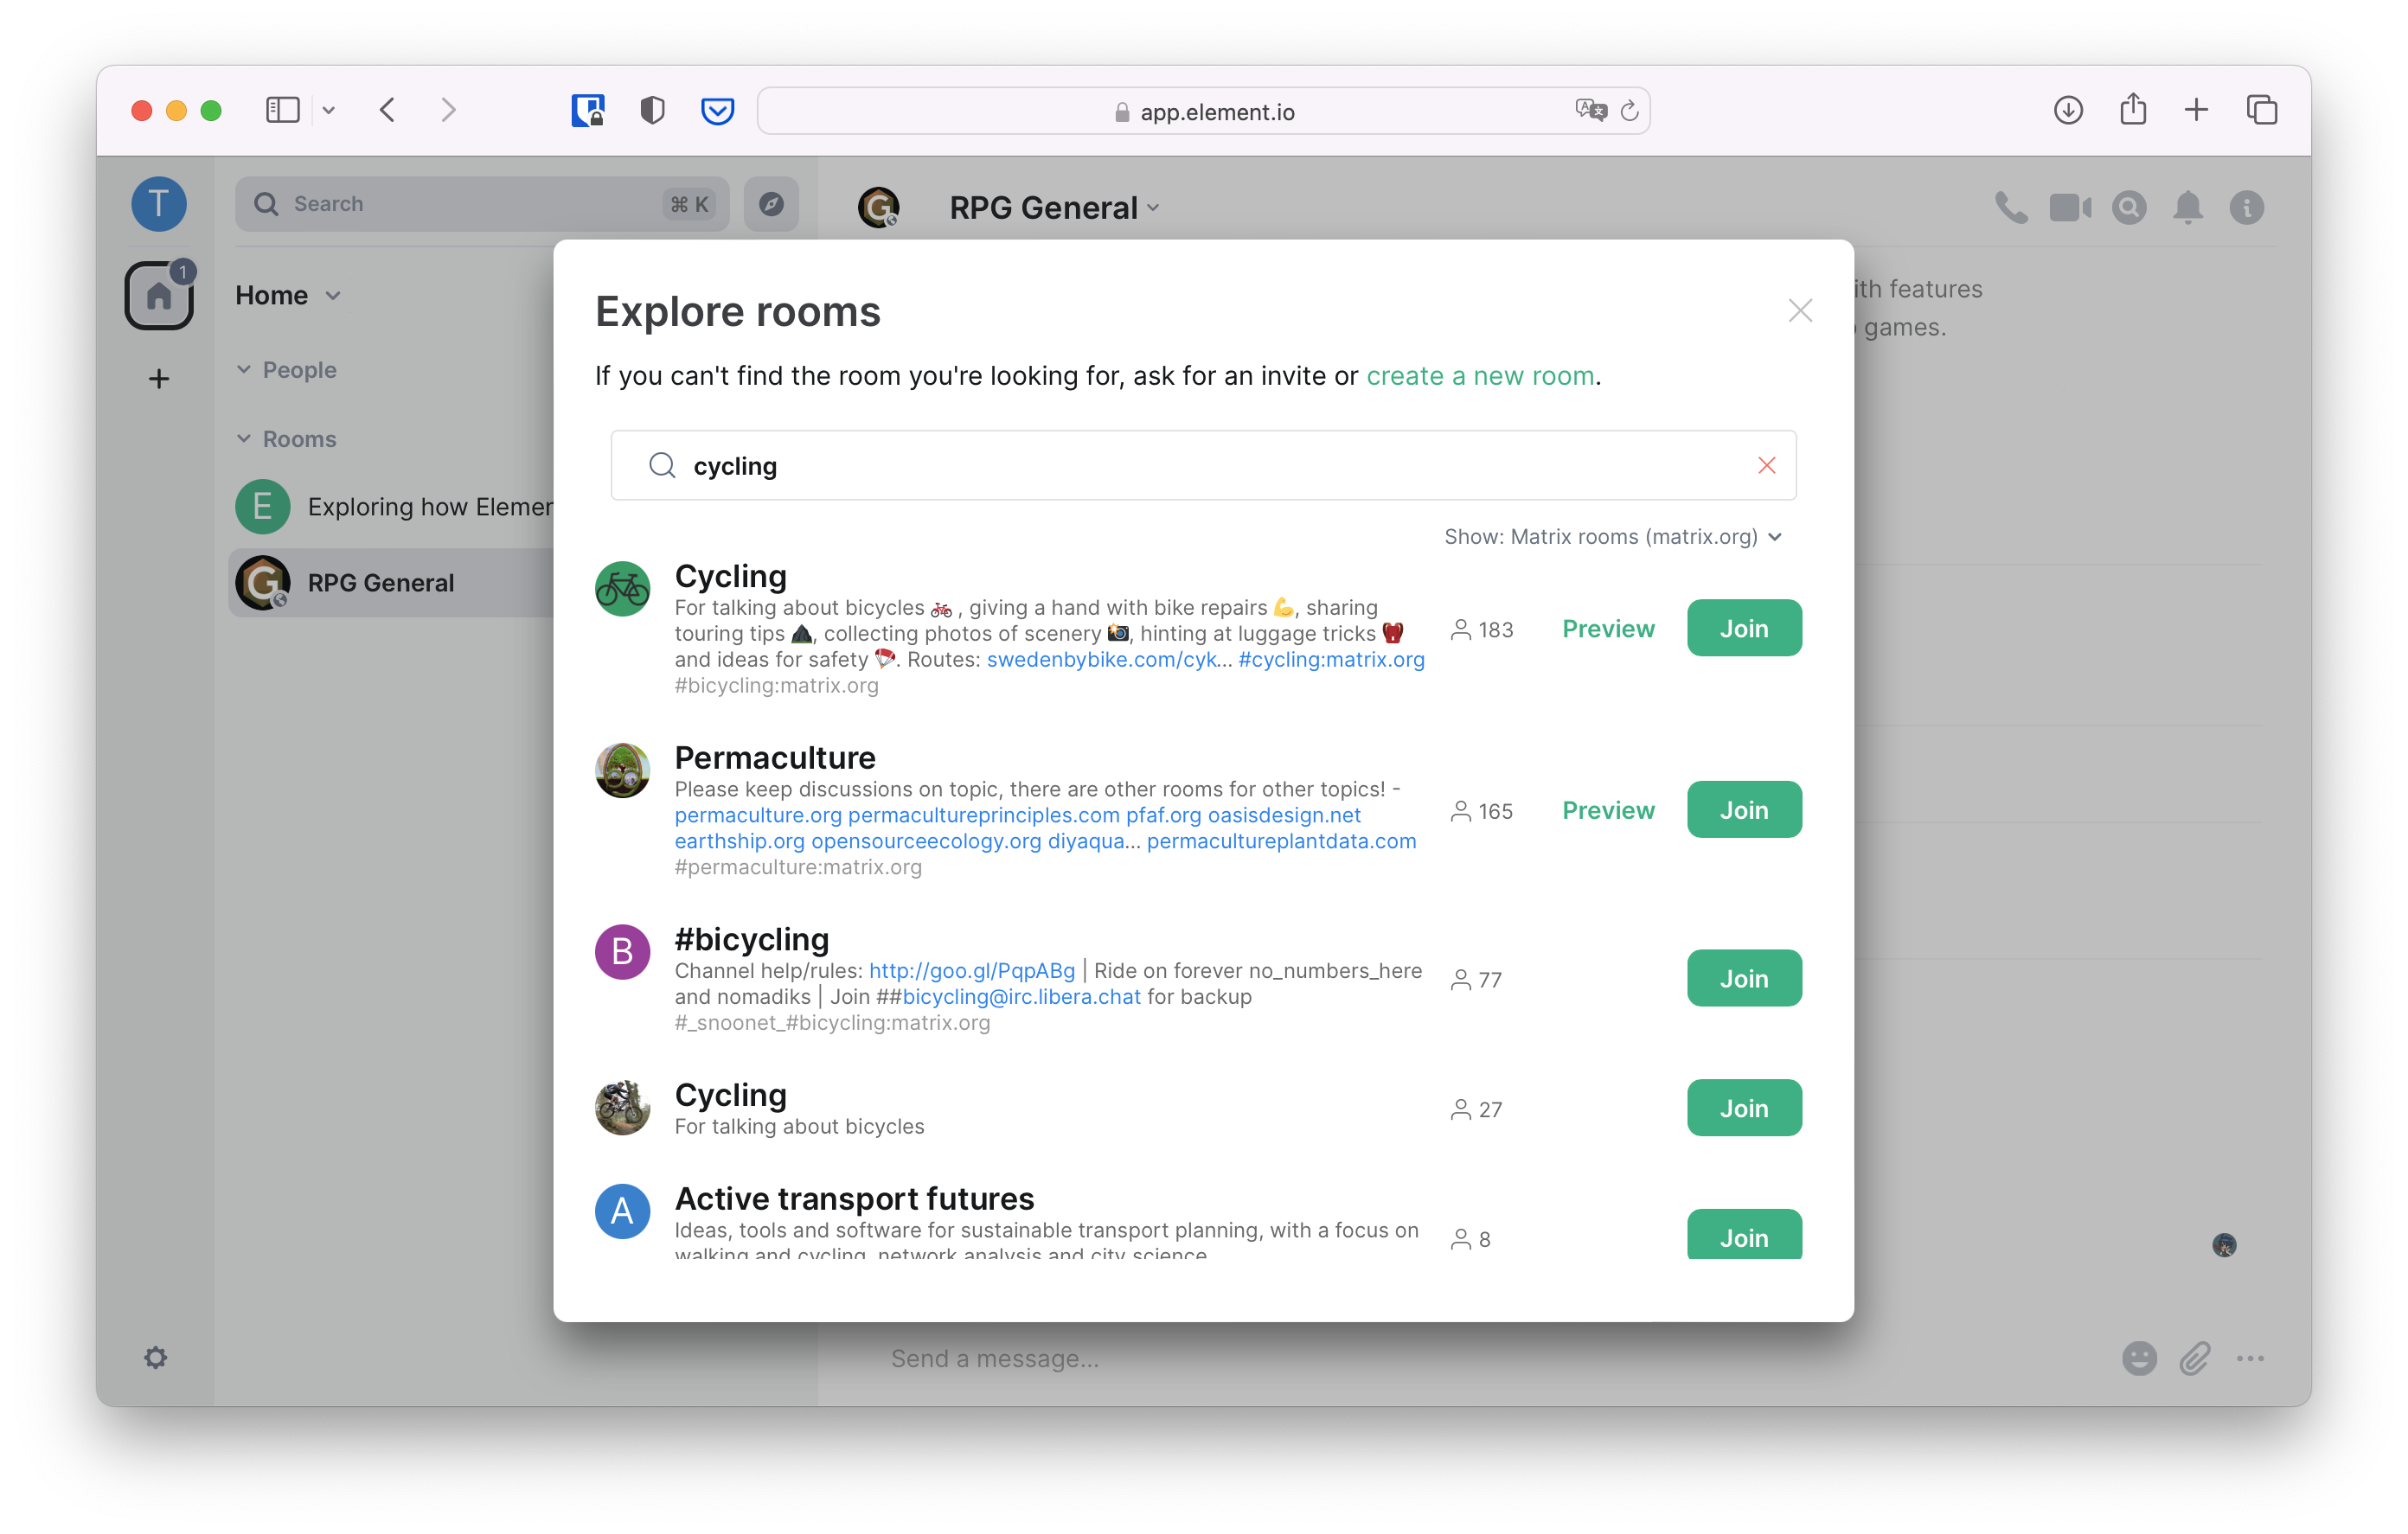 app.element.io
T
Search
⌘ K
RPG General
1
Home
ith features
games.
People
Rooms
E
Exploring how Elemen
RPG General
Explore rooms
If you can't find the room you're looking for, ask for an invite or create a new room.
cycling
Show: Matrix rooms (matrix.org)
Cycling
For talking about bicycles 🚲, giving a hand with bike repairs 💪, sharing
touring tips ⛺, collecting photos of scenery 📸, hinting at luggage tricks 🎒
and ideas for safety 🪂. Routes: swedenbybike.com/cyk... #cycling:matrix.org
#bicycling:matrix.org
183
Preview
Join
Permaculture
Please keep discussions on topic, there are other rooms for other topics! -
permaculture.org permacultureprinciples.com pfaf.org oasisdesign.net
earthship.org opensourceecology.org diyaqua... permacultureplantdata.com
#permaculture:matrix.org
165
Preview
Join
B
#bicycling
Channel help/rules: http://goo.gl/PqpABg | Ride on forever no_numbers_here
and nomadiks | Join ##bicycling@irc.libera.chat for backup
#_snoonet_#bicycling:matrix.org
77
Join
Cycling
For talking about bicycles
27
Join
A
Active transport futures
Ideas, tools and software for sustainable transport planning, with a focus on
walking and cycling, network analysis and city science
8
Join
Send a message...